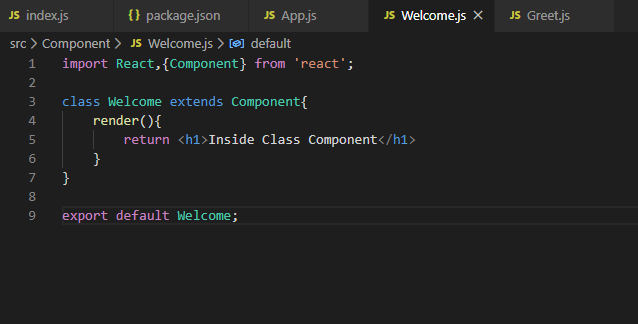 JS index.js {} package.json JS App.js JS Welcome.js × JS Greet.js
src > Component > JS Welcome.js > default
1 import React,{Component} from 'react';
2
3 class Welcome extends Component{
4     render(){
5         return <h1>Inside Class Component</h1>
6     }
7 }
8
9 export default Welcome;